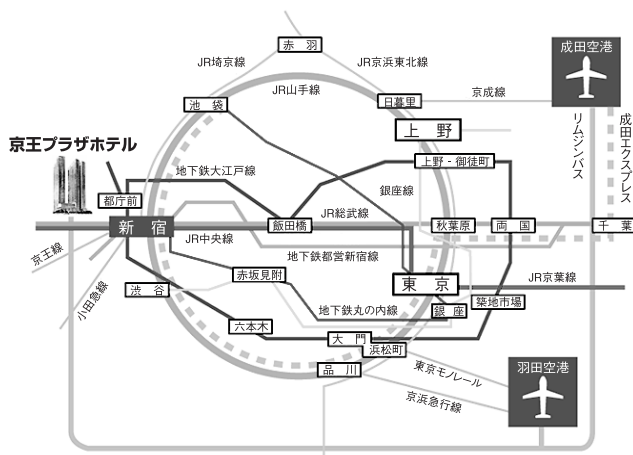 赤羽
成田空港
JR埼京線
JR京浜東北線
JR山手線
京成線
池袋
日暮里
リムジンバス
成田エクスプレス
上野
京王プラザホテル
上野・御徒町
地下鉄大江戸線
銀座線
都庁前
JR総武線
新宿
飯田橋
秋葉原
両国
千葉
JR中央線
京王線
地下鉄都営新宿線
赤坂見附
東京
JR京葉線
小田急線
渋谷
地下鉄丸の内線
銀座
築地市場
六本木
大門
浜松町
品川
東京モノレール
羽田空港
京浜急行線